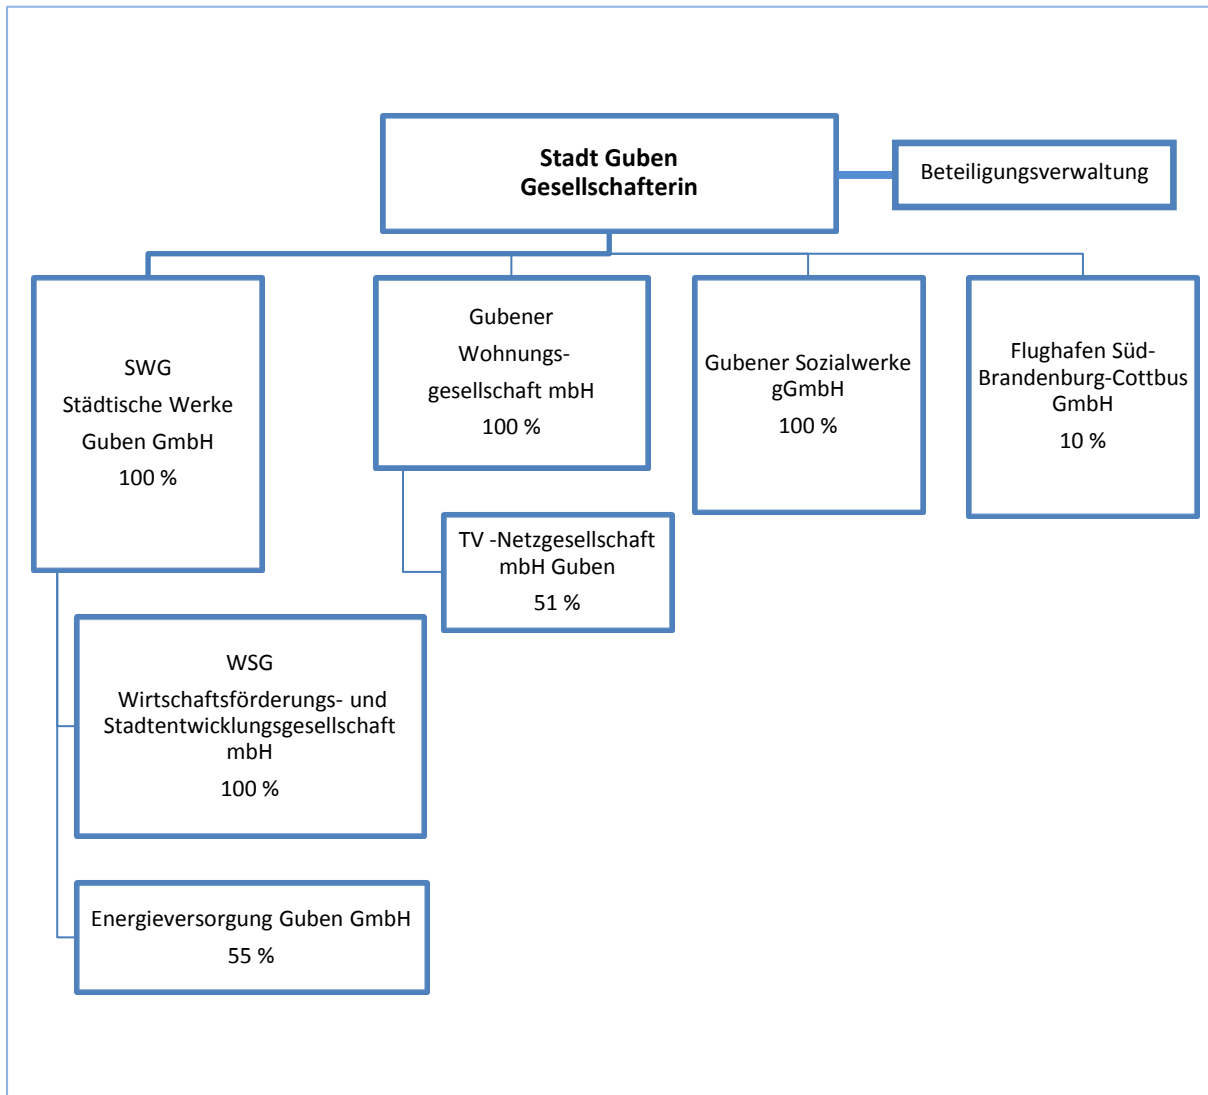 Stadt Guben
Gesellschafterin
Beteiligungsverwaltung
SWG
Städtische Werke
Guben GmbH
100 %
Gubener
Wohnungs-
gesellschaft mbH
100 %
Gubener Sozialwerke
gGmbH
100 %
Flughafen Süd-
Brandenburg-Cottbus
GmbH
10 %
TV -Netzgesellschaft
mbH Guben
51 %
WSG
Wirtschaftsförderungs- und
Stadtentwicklungsgesellschaft
mbH
100 %
Energieversorgung Guben GmbH
55 %